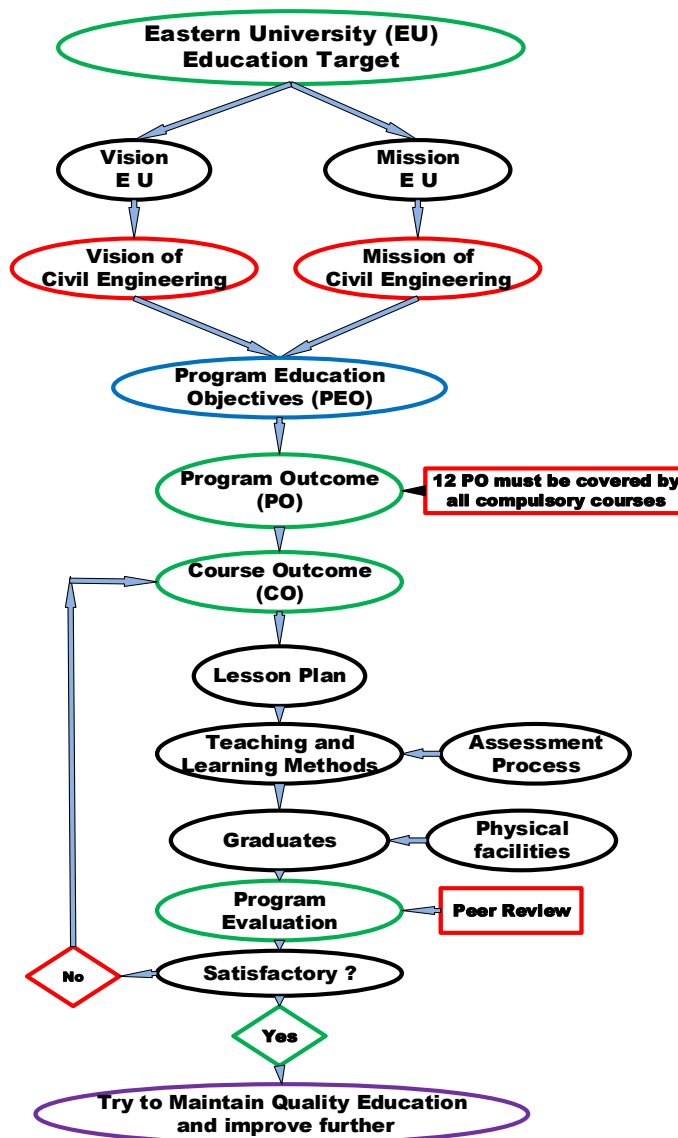 Eastern University (EU)
Education Target
Vision
E U
Mission
E U
Vision of
Civil Engineering
Mission of
Civil Engineering
Program Education
Objectives (PEO)
Program Outcome
(PO)
12 PO must be covered by
all compulsory courses
Course Outcome
(CO)
Lesson Plan
Teaching and
Learning Methods
Assessment
Process
Graduates
Physical
facilities
Program
Evaluation
Peer Review
No
Satisfactory ?
Yes
Try to Maintain Quality Education
and improve further